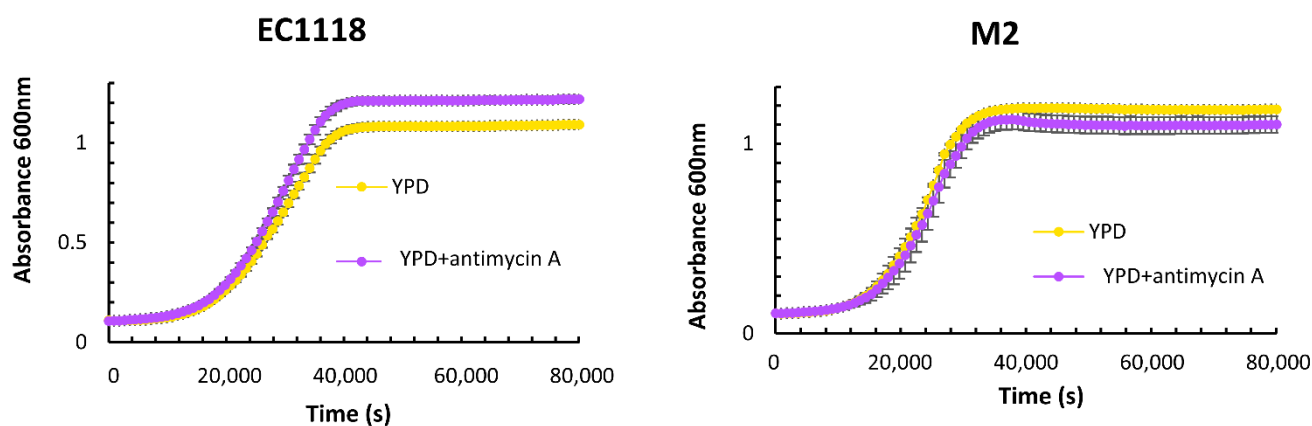 EC1118
Absorbance 600nm
1
0.5
0
YPD
YPD+antimycin A
0 20,000 40,000 60,000 80,000
Time (s)
M2
Absorbance 600nm
1
0
YPD
YPD+antimycin A
0 20,000 40,000 60,000 80,000
Time (s)